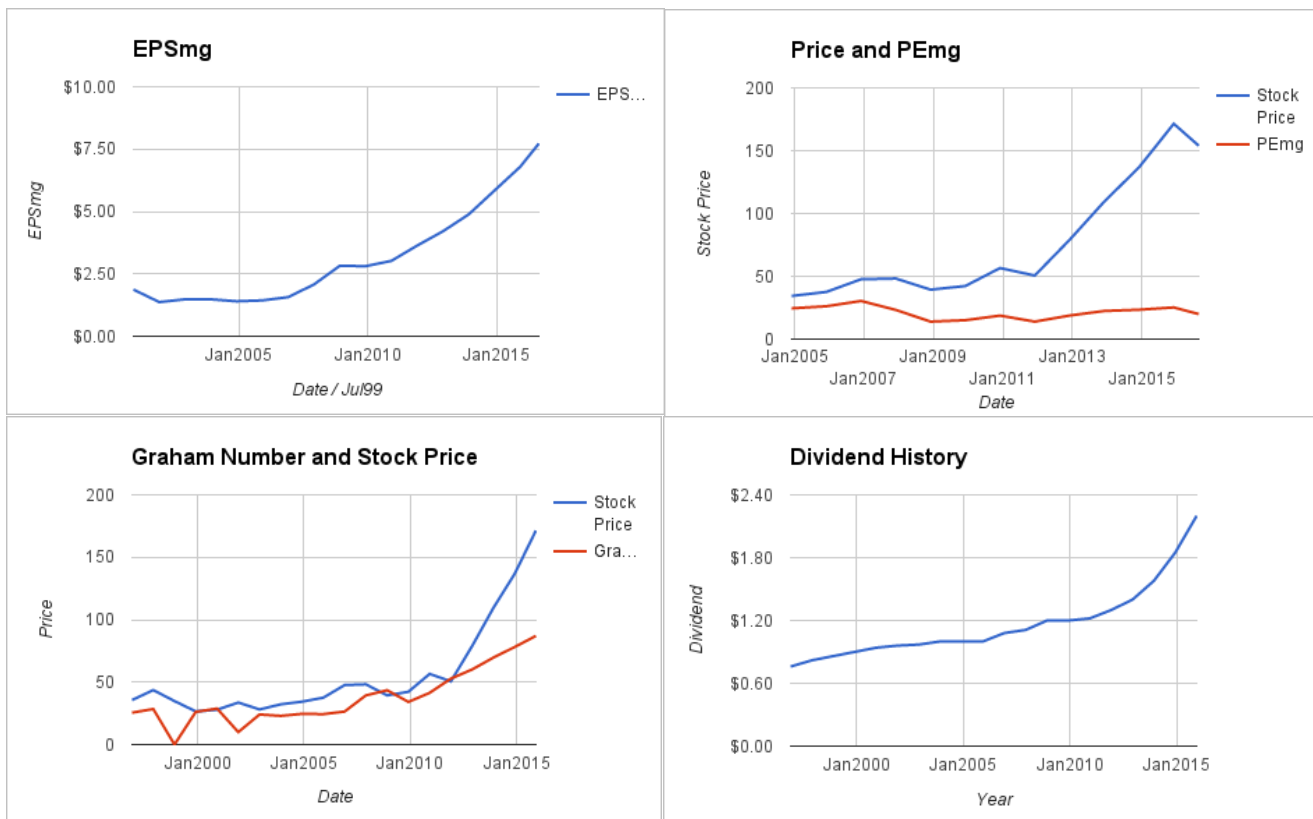 EPSmg
$10.00
$7.50
$5.00
$2.50
$0.00
EPSmg
EPS...
Jan2005 Jan2010 Jan2015
Date / Jul99
Price and PEmg
200
150
100
50
0
Stock Price
Stock
Price
PEmg
Jan2005 Jan2009 Jan2013
Jan2007 Jan2011 Jan2015
Date
Graham Number and Stock Price
200
150
100
50
0
Price
Stock
Price
Gra...
Jan2000 Jan2005 Jan2010 Jan2015
Date
Dividend History
$2.40
$1.80
$1.20
$0.60
$0.00
Dividend
Jan2000 Jan2005 Jan2010 Jan2015
Year